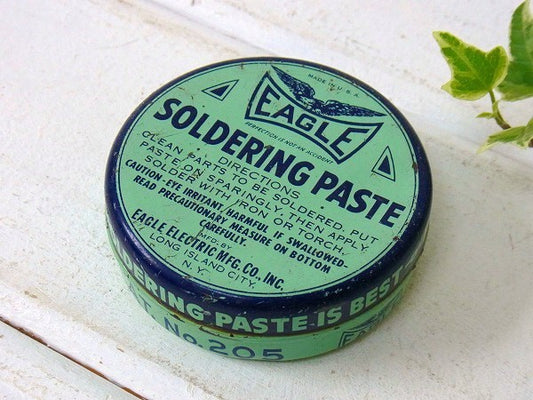 MADE IN U.S.A.
EAGLE
PERFECTION IS NOT AN ACCIDENT
SOLDERING PASTE
DIRECTIONS
CLEAN PARTS TO BE SOLDERED. PUT
PASTE ON SPARINGLY. THEN APPLY
SOLDER WITH IRON OR TORCH.
CAUTION-EYE IRRITANT. HARMFUL IF SWALLOWED-
READ PRECAUTIONARY MEASURE ON BOTTOM
CAREFULLY.
MFD. BY
EAGLE ELECTRIC MFG. CO., INC.
LONG ISLAND CITY,
N.Y.
SOLDERING PASTE IS BEST
No. 205